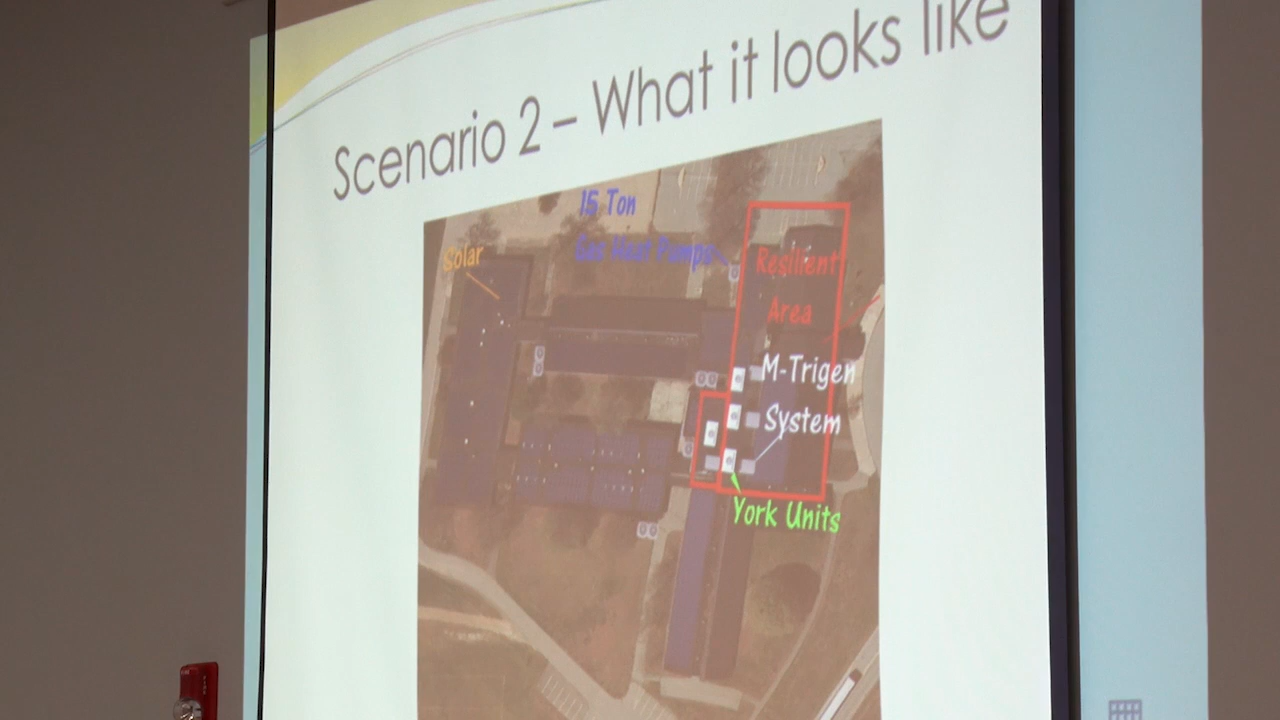 Scenario 2 – What it looks like
15 Ton
Gas Heat Pumps
Solar
Resilient
Area
M-Trigen
System
York Units